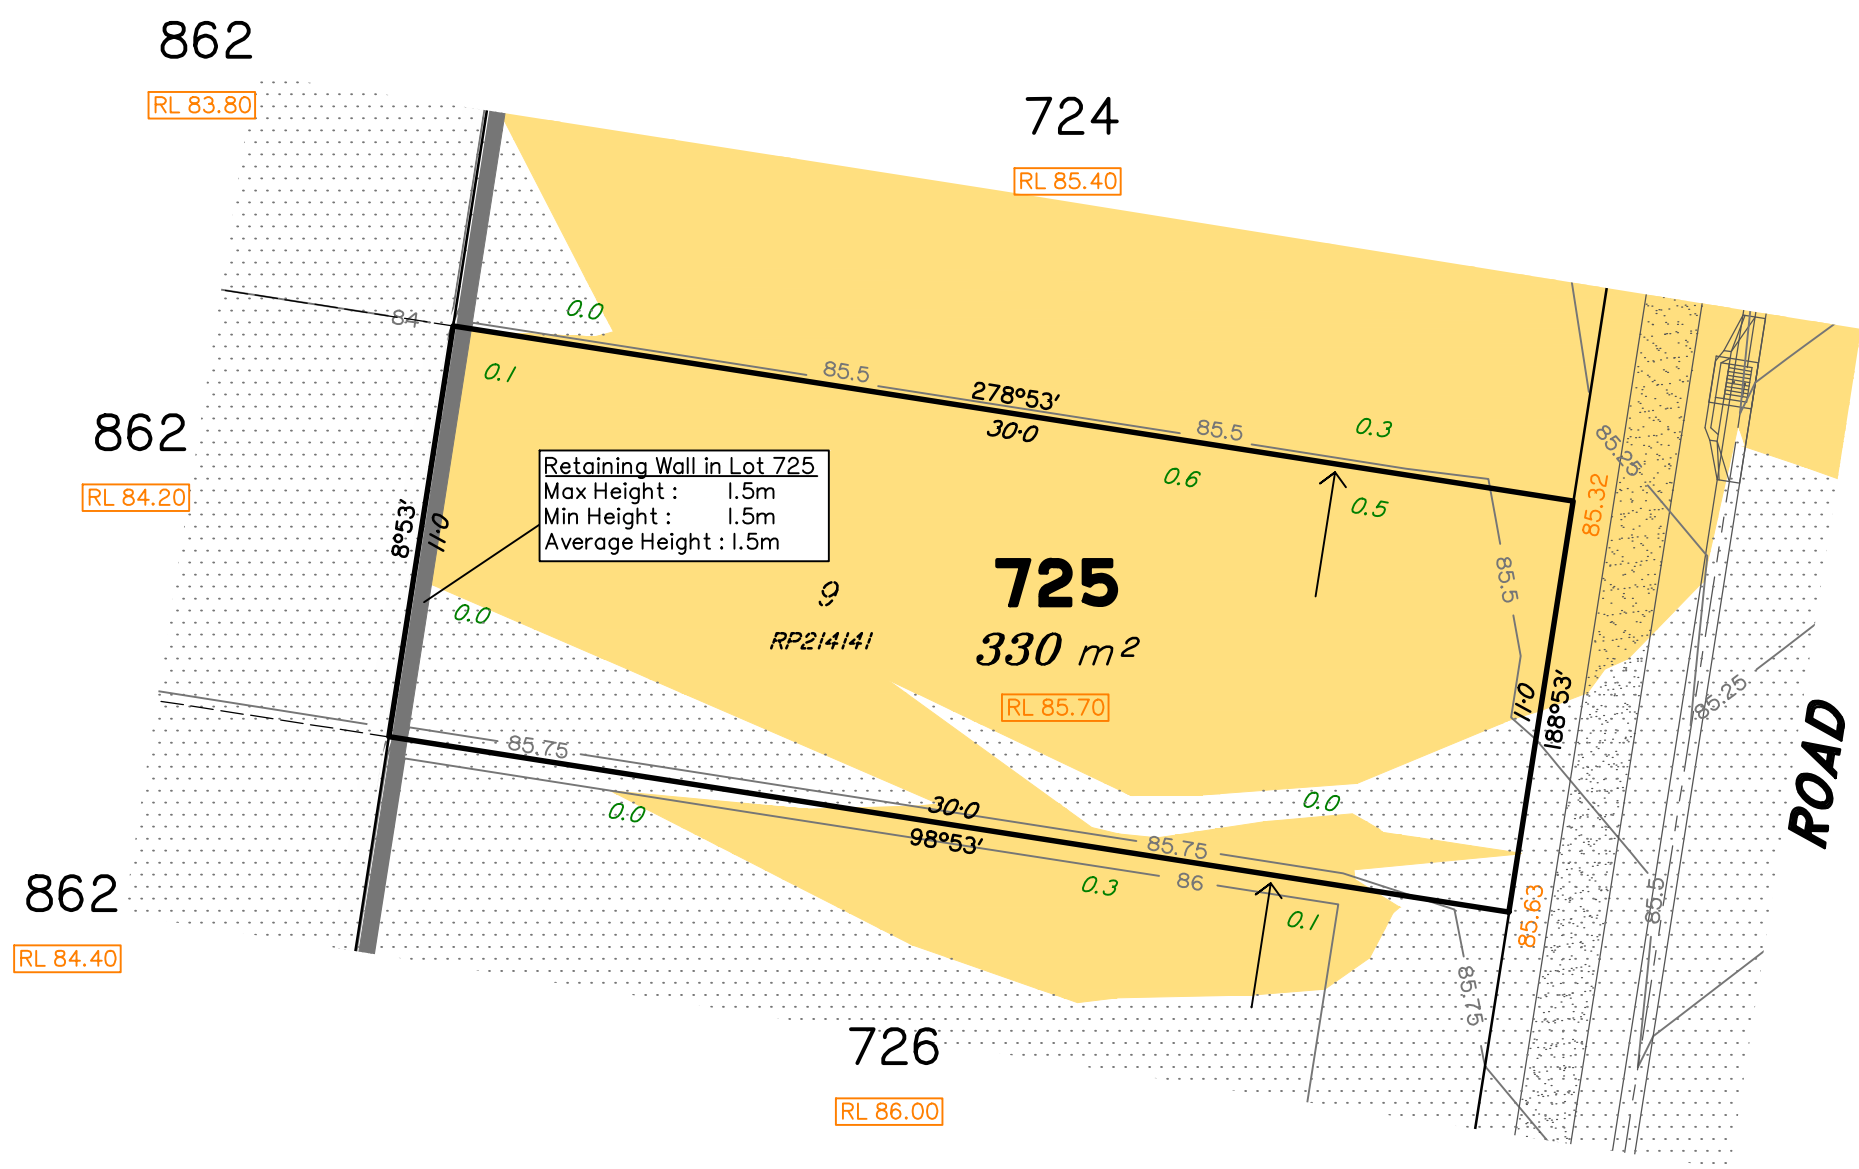 862
RL 83.80
724
RL 85.40
84
0.0
0.1
85.5
278°53'
30·0
85.5
0.3
0.6
0.5
85.25
85.32
862
RL 84.20
8°53'
11·0
Retaining Wall in Lot 725
Max Height : 1.5m
Min Height : 1.5m
Average Height : 1.5m
0.0
9
RP214141
725
330 m²
RL 85.70
85.5
11·0
188°53'
85.25
ROAD
85.75
0.0
30·0
98°53'
0.0
85.75
86
0.3
0.1
85.63
85.5
85.75
862
RL 84.40
726
RL 86.00